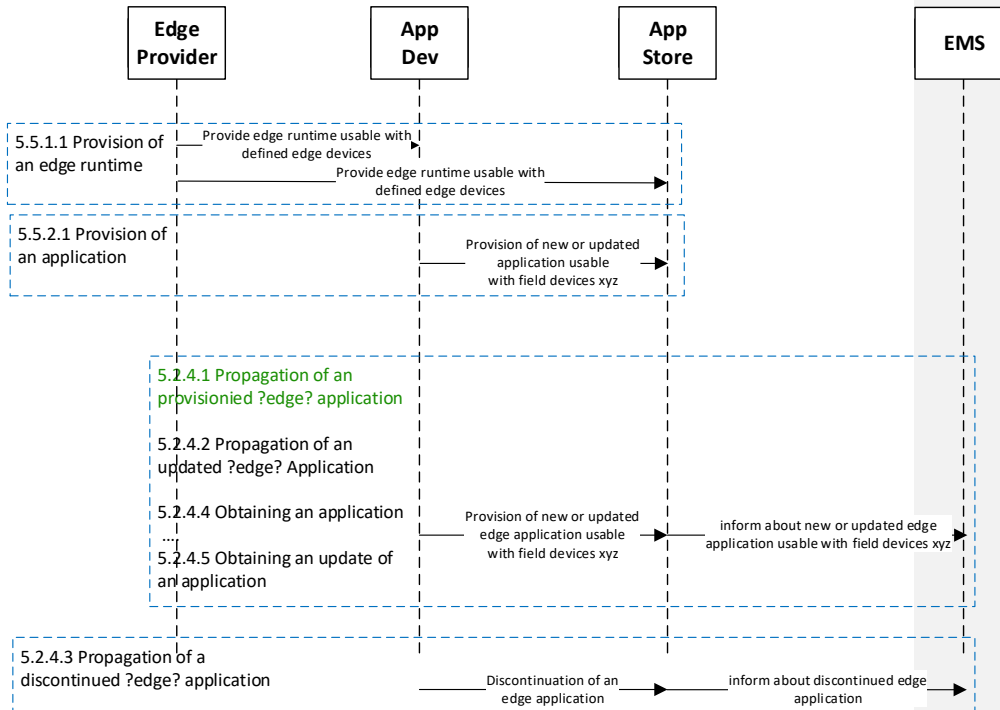 Edge
Provider
App
Dev
App
Store
EMS
5.5.1.1 Provision of
an edge runtime
Provide edge runtime usable with
defined edge devices
Provide edge runtime usable with
defined edge devices
5.5.2.1 Provision of
an application
Provision of new or updated
application usable
with field devices xyz
5.2.4.1 Propagation of an
provisionied ?edge? application
5.2.4.2 Propagation of an
updated ?edge? Application
5.2.4.4 Obtaining an application
....
5.2.4.5 Obtaining an update of
an application
Provision of new or updated
edge application usable
with field devices xyz
inform about new or updated edge
application usable with field devices xyz
5.2.4.3 Propagation of a
discontinued ?edge? application
Discontinuation of an
edge application
inform about discontinued edge
application